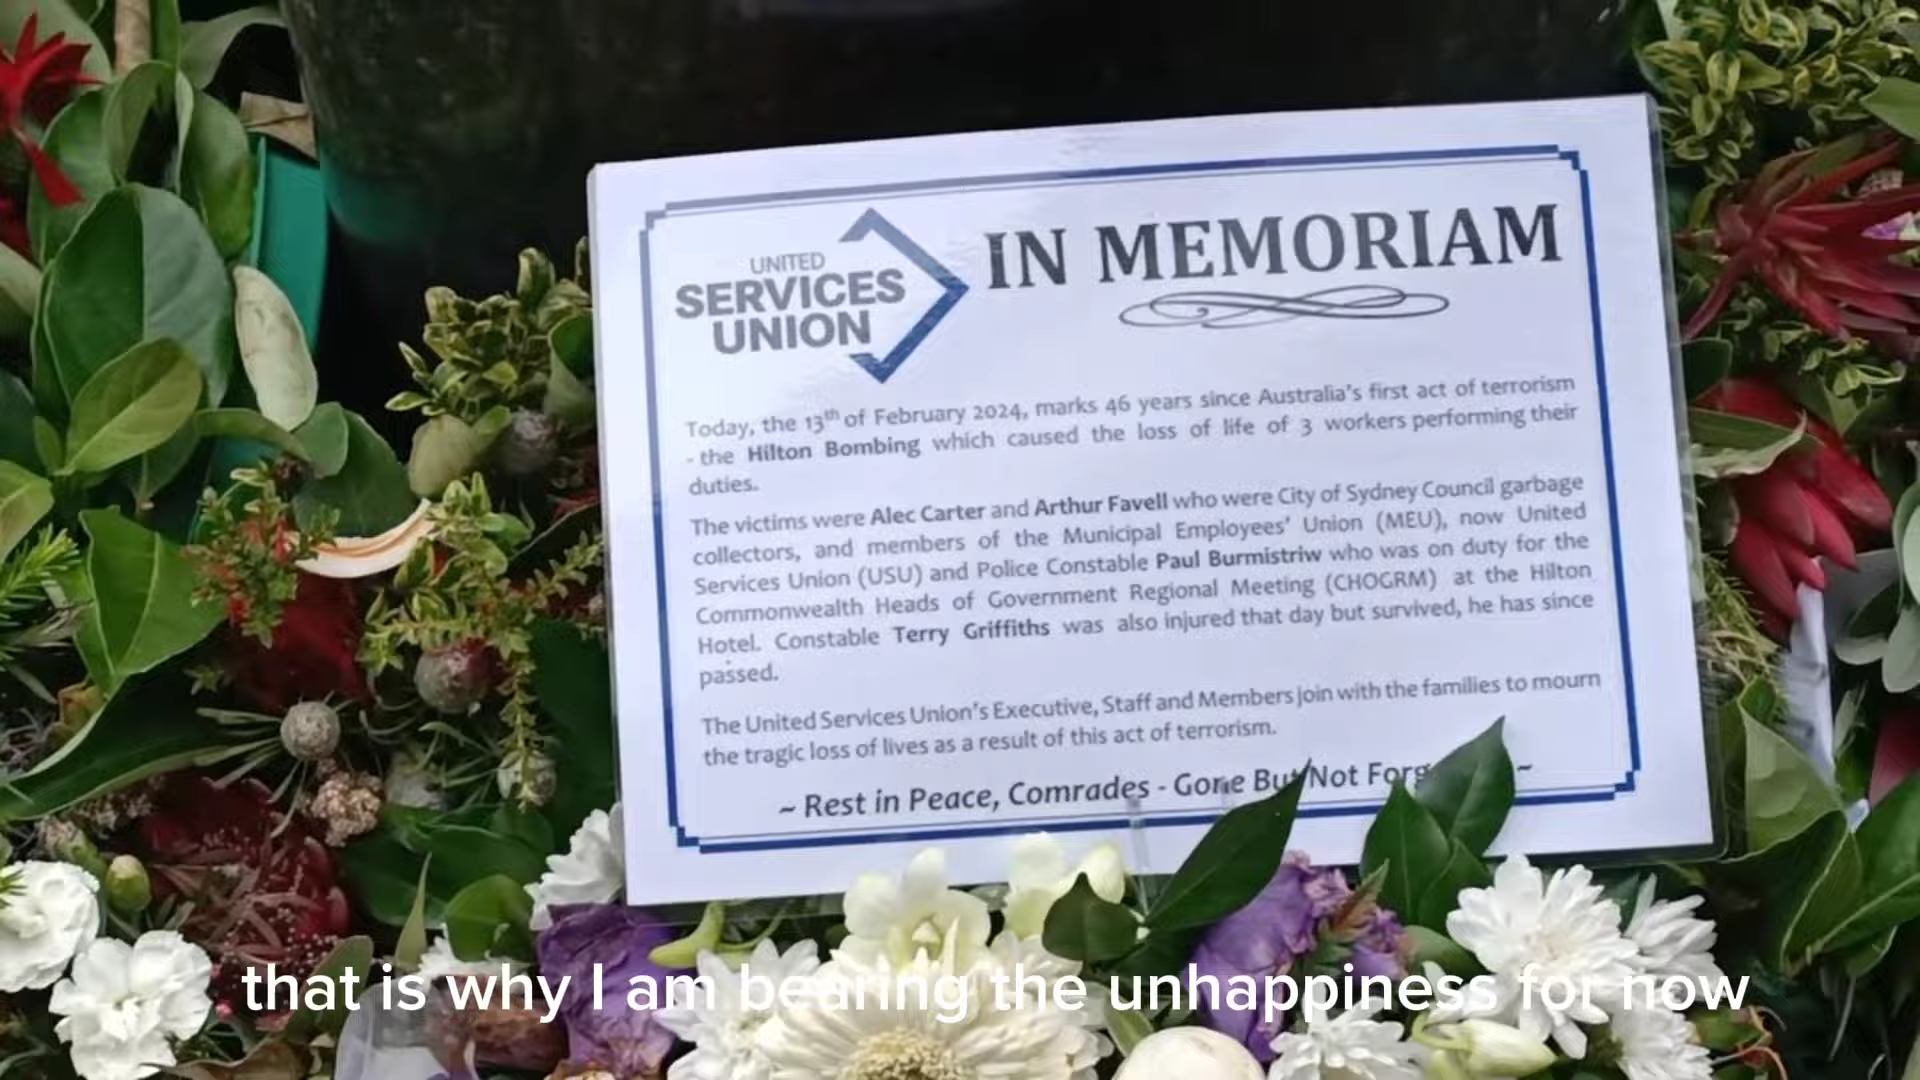 UNITED
SERVICES
UNION
IN MEMORIAM
Today, the 13th of February 2024, marks 46 years since Australia's first act of terrorism
- the Hilton Bombing which caused the loss of life of 3 workers performing their
duties.
The victims were Alec Carter and Arthur Favell who were City of Sydney Council garbage
collectors, and members of the Municipal Employees' Union (MEU), now United
Services Union (USU) and Police Constable Paul Burmistriw who was on duty for the
Commonwealth Heads of Government Regional Meeting (CHOGRM) at the Hilton
Hotel. Constable Terry Griffiths was also injured that day but survived, he has since
passed.
The United Services Union's Executive, Staff and Members join with the families to mourn
the tragic loss of lives as a result of this act of terrorism.
~ Rest in Peace, Comrades - Gone But Not Forg ~
that is why I am bearing the unhappiness for now